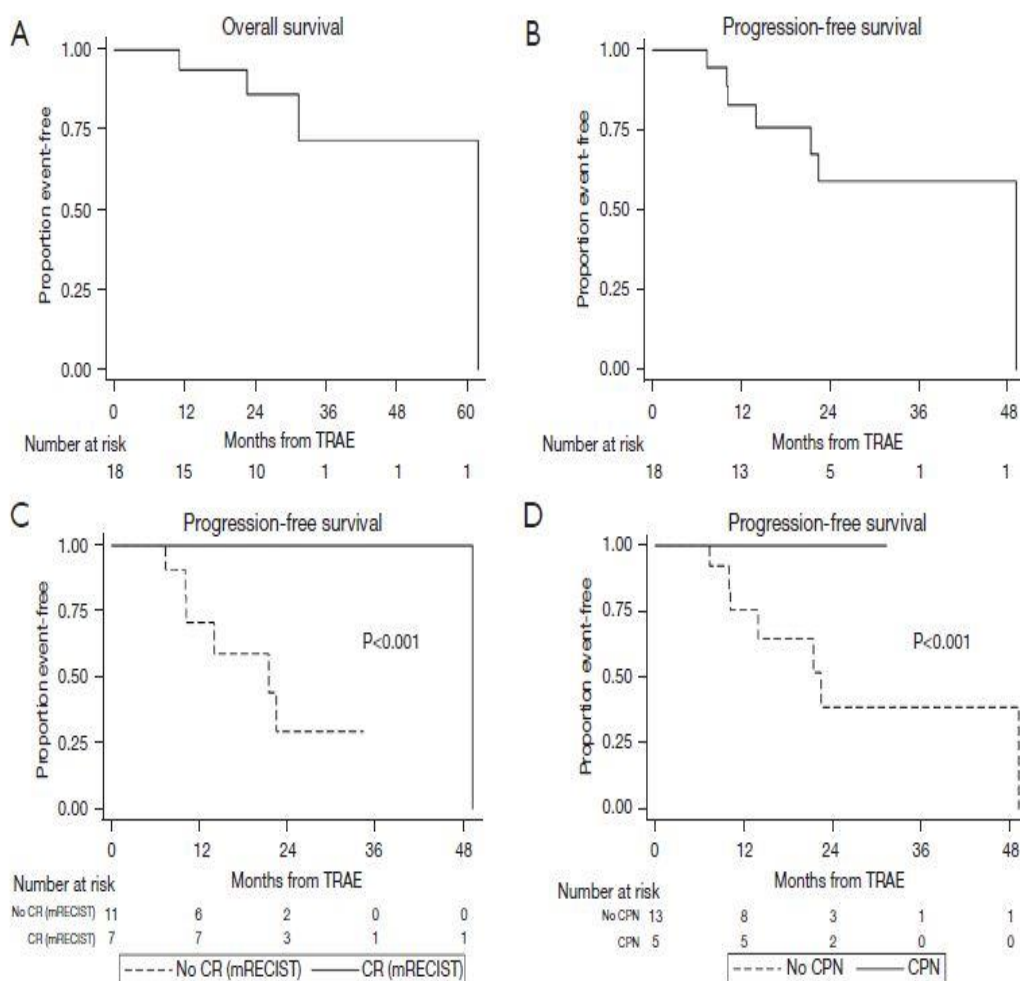 A
Overall survival
Proportion event-free
1.00
0.75
0.50
0.25
0.00
0 12 24 36 48 60
Months from TRAE
Number at risk
18 15 10 1 1 1
B
Progression-free survival
Proportion event-free
1.00
0.75
0.50
0.25
0.00
0 12 24 36 48
Months from TRAE
Number at risk
18 13 5 1 1
C
Progression-free survival
Proportion event-free
1.00
0.75
0.50
0.25
0.00
P<0.001
0 12 24 36 48
Months from TRAE
Number at risk
No CR (mRECIST) 11 6 2 0 0
CR (mRECIST) 7 7 3 1 1
No CR (mRECIST) CR (mRECIST)
D
Progression-free survival
Proportion event-free
1.00
0.75
0.50
0.25
0.00
P<0.001
0 12 24 36 48
Months from TRAE
Number at risk
No CPN 13 8 3 1 1
CPN 5 5 2 0 0
No CPN CPN